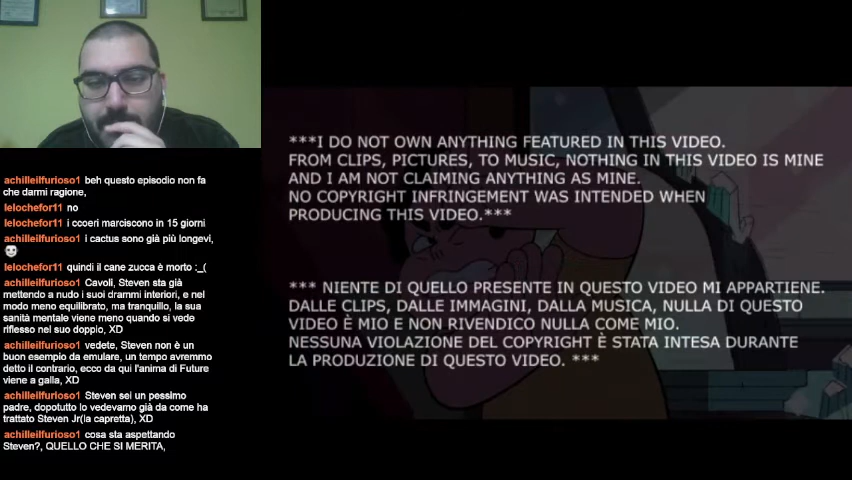 achilleilfurioso1 beh questo episodio non fa
che darmi ragione,
lelochefor11 no
lelochefor11 i ccoeri marciscono in 15 giorni
achilleilfurioso1 i cactus sono già più longevi,
lelochefor11 quindi il cane zucca è morto :_(
achilleilfurioso1 Cavoli, Steven sta già
mettendo a nudo i suoi drammi interiori, e nel
modo meno equilibrato, ma tranquillo, la sua
sanità mentale viene meno quando si vede
riflesso nel suo doppio, XD
achilleilfurioso1 vedete, Steven non è un
buon esempio da emulare, un tempo avremmo
detto il contrario, ecco da qui l'anima di Future
viene a galla, XD
achilleilfurioso1 Steven sei un pessimo
padre, dopotutto lo vedevamo già da come ha
trattato Steven Jr(la capretta), XD
achilleilfurioso1 cosa sta aspettando
Steven?, QUELLO CHE SI MERITA,
***I DO NOT OWN ANYTHING FEATURED IN THIS VIDEO.
FROM CLIPS, PICTURES, TO MUSIC, NOTHING IN THIS VIDEO IS MINE
AND I AM NOT CLAIMING ANYTHING AS MINE.
NO COPYRIGHT INFRINGEMENT WAS INTENDED WHEN
PRODUCING THIS VIDEO.***
*** NIENTE DI QUELLO PRESENTE IN QUESTO VIDEO MI APPARTIENE.
DALLE CLIPS, DALLE IMMAGINI, DALLA MUSICA, NULLA DI QUESTO
VIDEO È MIO E NON RIVENDICO NULLA COME MIO.
NESSUNA VIOLAZIONE DEL COPYRIGHT È STATA INTESA DURANTE
LA PRODUZIONE DI QUESTO VIDEO. ***